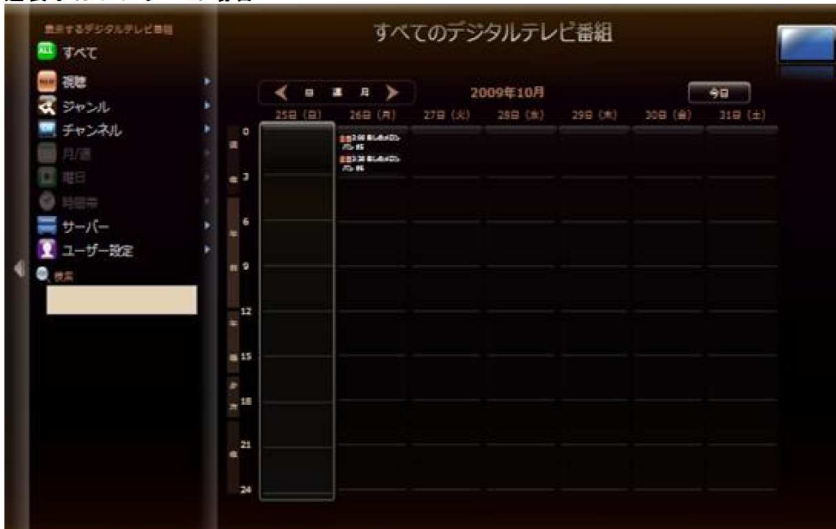 表示するデジタルテレビ番組
すべて
視聴
ジャンル
チャンネル
月/週
曜日
時間帯
サーバー
ユーザー設定
検索
すべてのデジタルテレビ番組
日 週 月
2009年10月
今日
25日 (日) 26日 (月) 27日 (火) 28日 (水) 29日 (木) 30日 (金) 31日 (土)
0
3
6
9
12
15
18
21
24